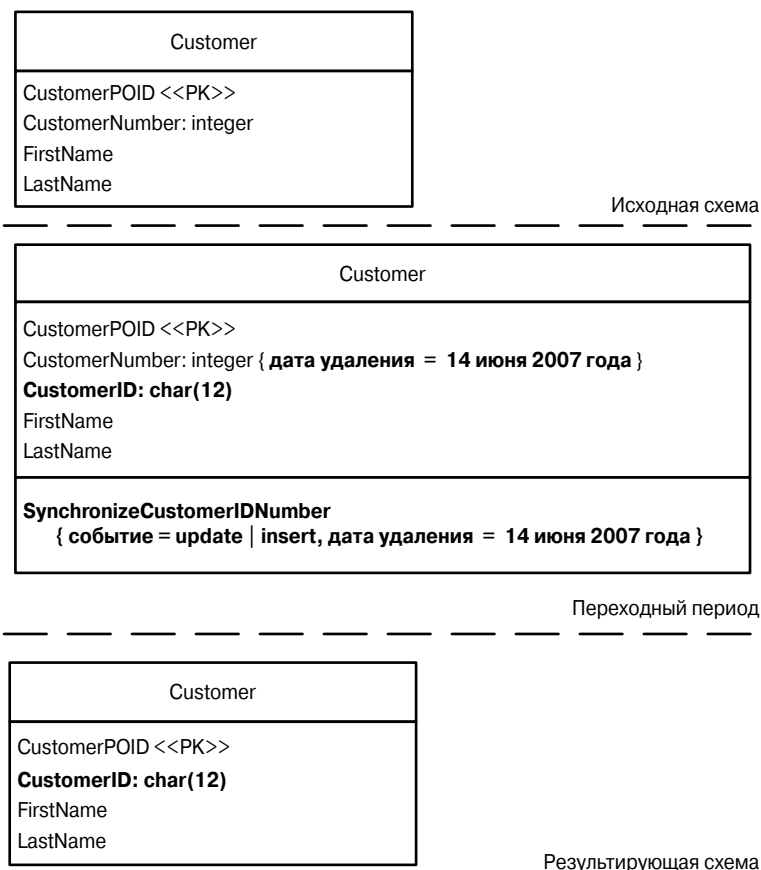 Customer
CustomerPOID <<PK>>
CustomerNumber: integer
FirstName
LastName
Исходная схема
Customer
CustomerPOID <<PK>>
CustomerNumber: integer { дата удаления = 14 июня 2007 года }
CustomerID: char(12)
FirstName
LastName
SynchronizeCustomerIDNumber
{ событие = update | insert, дата удаления = 14 июня 2007 года }
Переходный период
Customer
CustomerPOID <<PK>>
CustomerID: char(12)
FirstName
LastName
Результирующая схема